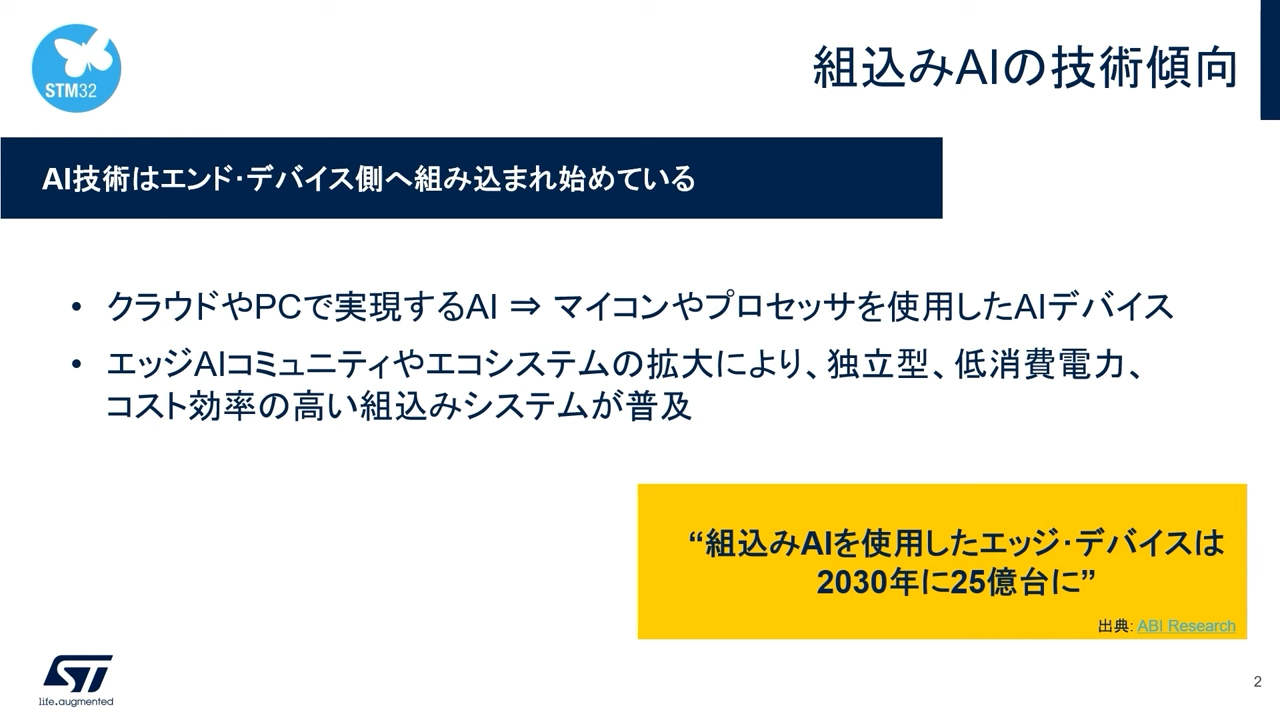 STM32
組込みAIの技術傾向
AI技術はエンド・デバイス側へ組み込まれ始めている
• クラウドやPCで実現するAI ⇒ マイコンやプロセッサを使用したAIデバイス
• エッジAIコミュニティやエコシステムの拡大により、独立型、低消費電力、
コスト効率の高い組込みシステムが普及
“組込みAIを使用したエッジ・デバイスは
2030年に25億台に”
出典: ABI Research
ST
life.augmented
2